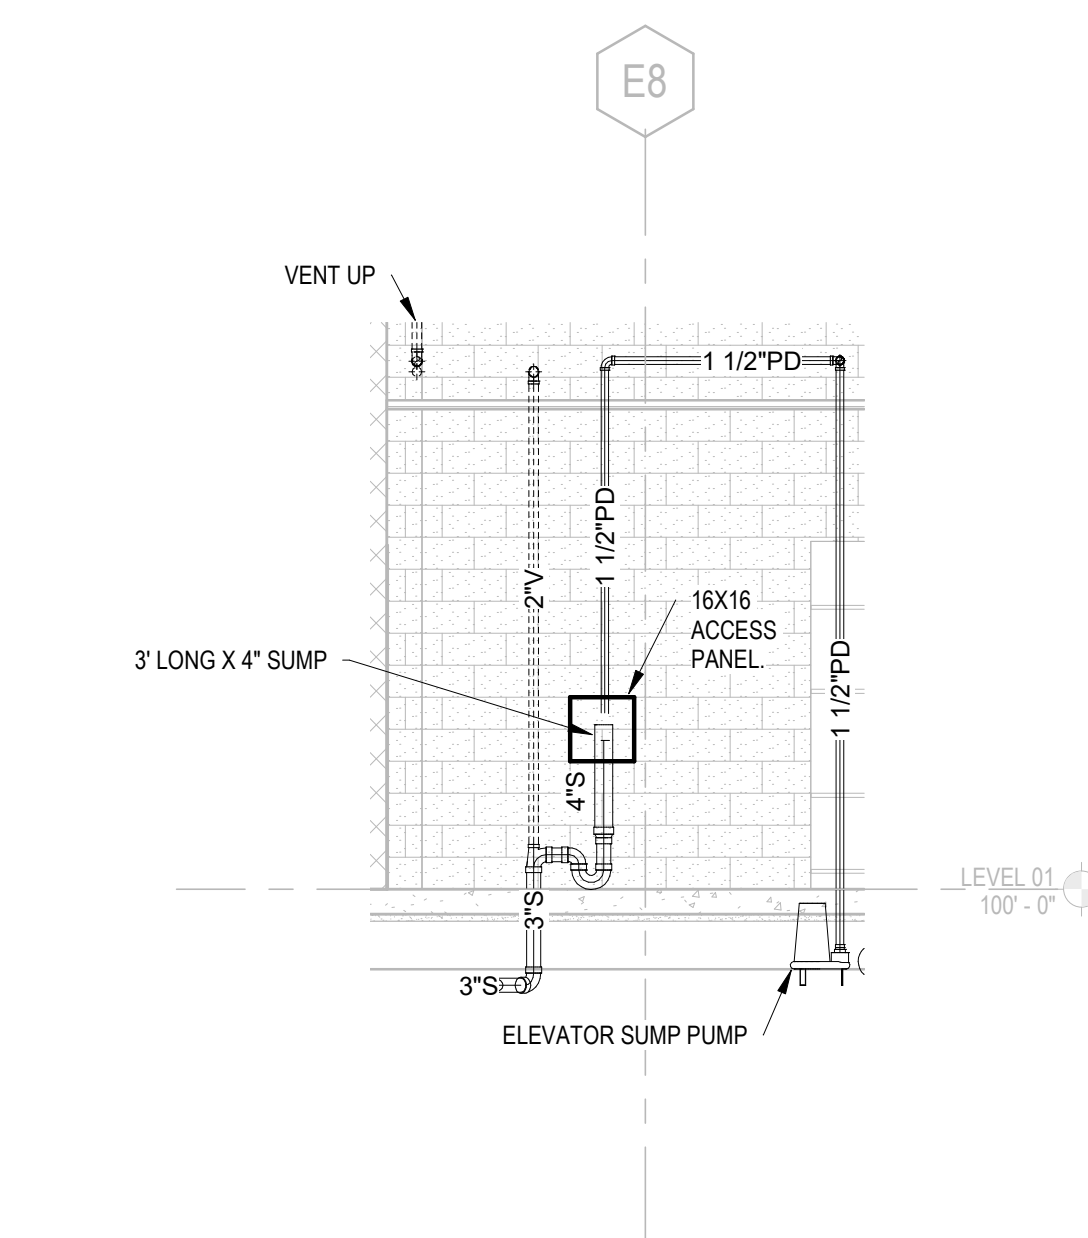 E8
VENT UP
1 1/2"PD
1 1/2"PD
2"V
16X16
ACCESS
PANEL.
3' LONG X 4" SUMP
1 1/2"PD
4"S
LEVEL 01
100' - 0"
3"S
3"S
ELEVATOR SUMP PUMP